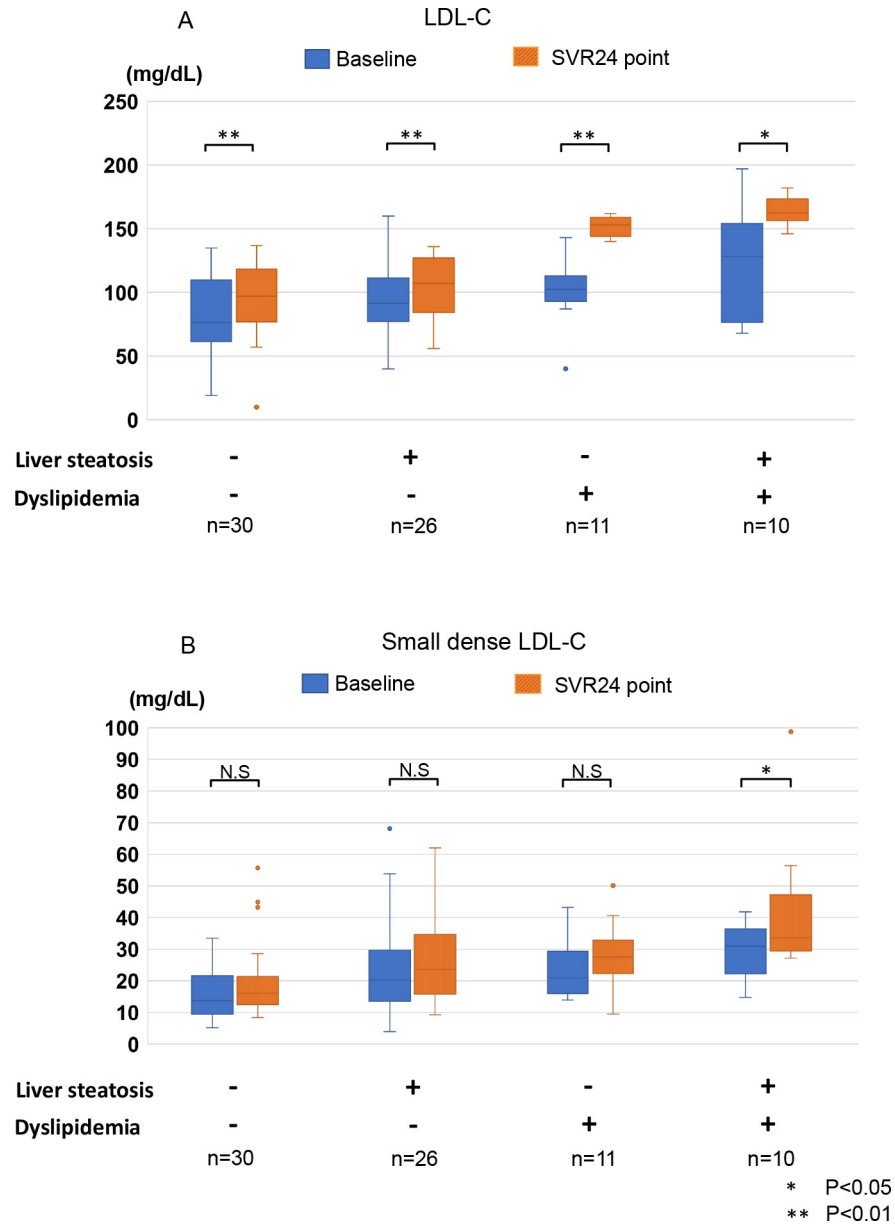 A LDL-C
Baseline SVR24 point
(mg/dL)
250
200
150
100
50
0
** ** ** *
Liver steatosis - + - +
Dyslipidemia - - + +
n=30 n=26 n=11 n=10
B Small dense LDL-C
Baseline SVR24 point
(mg/dL)
100
90
80
70
60
50
40
30
20
10
0
N.S N.S N.S *
Liver steatosis - + - +
Dyslipidemia - - + +
n=30 n=26 n=11 n=10
* P<0.05
** P<0.01